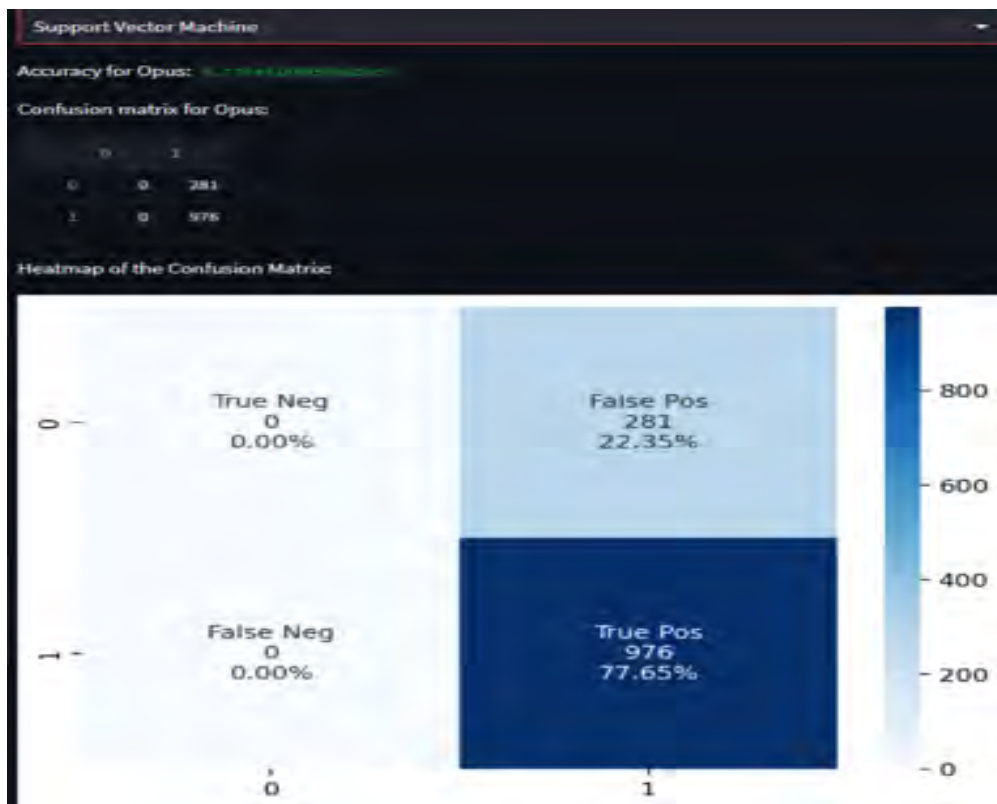 Support Vector Machine
Accuracy for Opus:
Confusion matrix for Opus:
0 1
0 0 281
1 0 976
Heatmap of the Confusion Matrix:
True Neg
0
0.00%
False Pos
281
22.35%
0
False Neg
0
0.00%
True Pos
976
77.65%
1
0 1
800
600
400
200
0